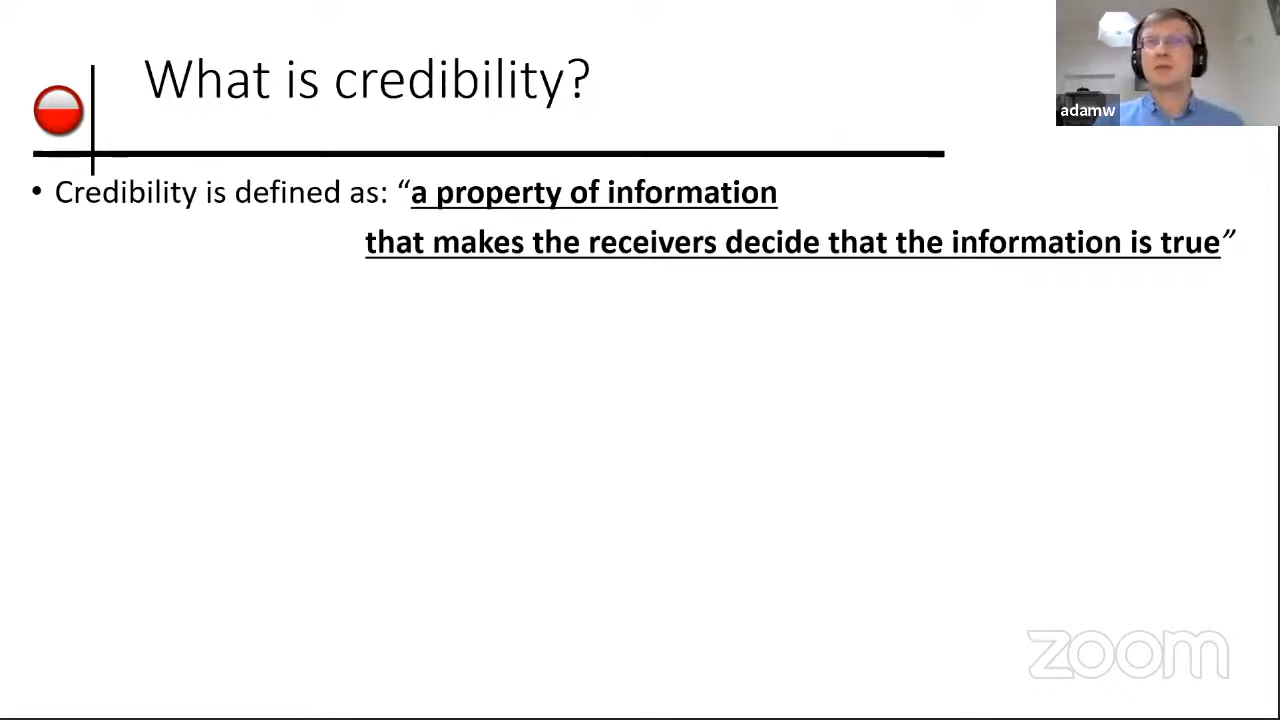 What is credibility?
adamw
• Credibility is defined as: “a property of information
that makes the receivers decide that the information is true”
zoom